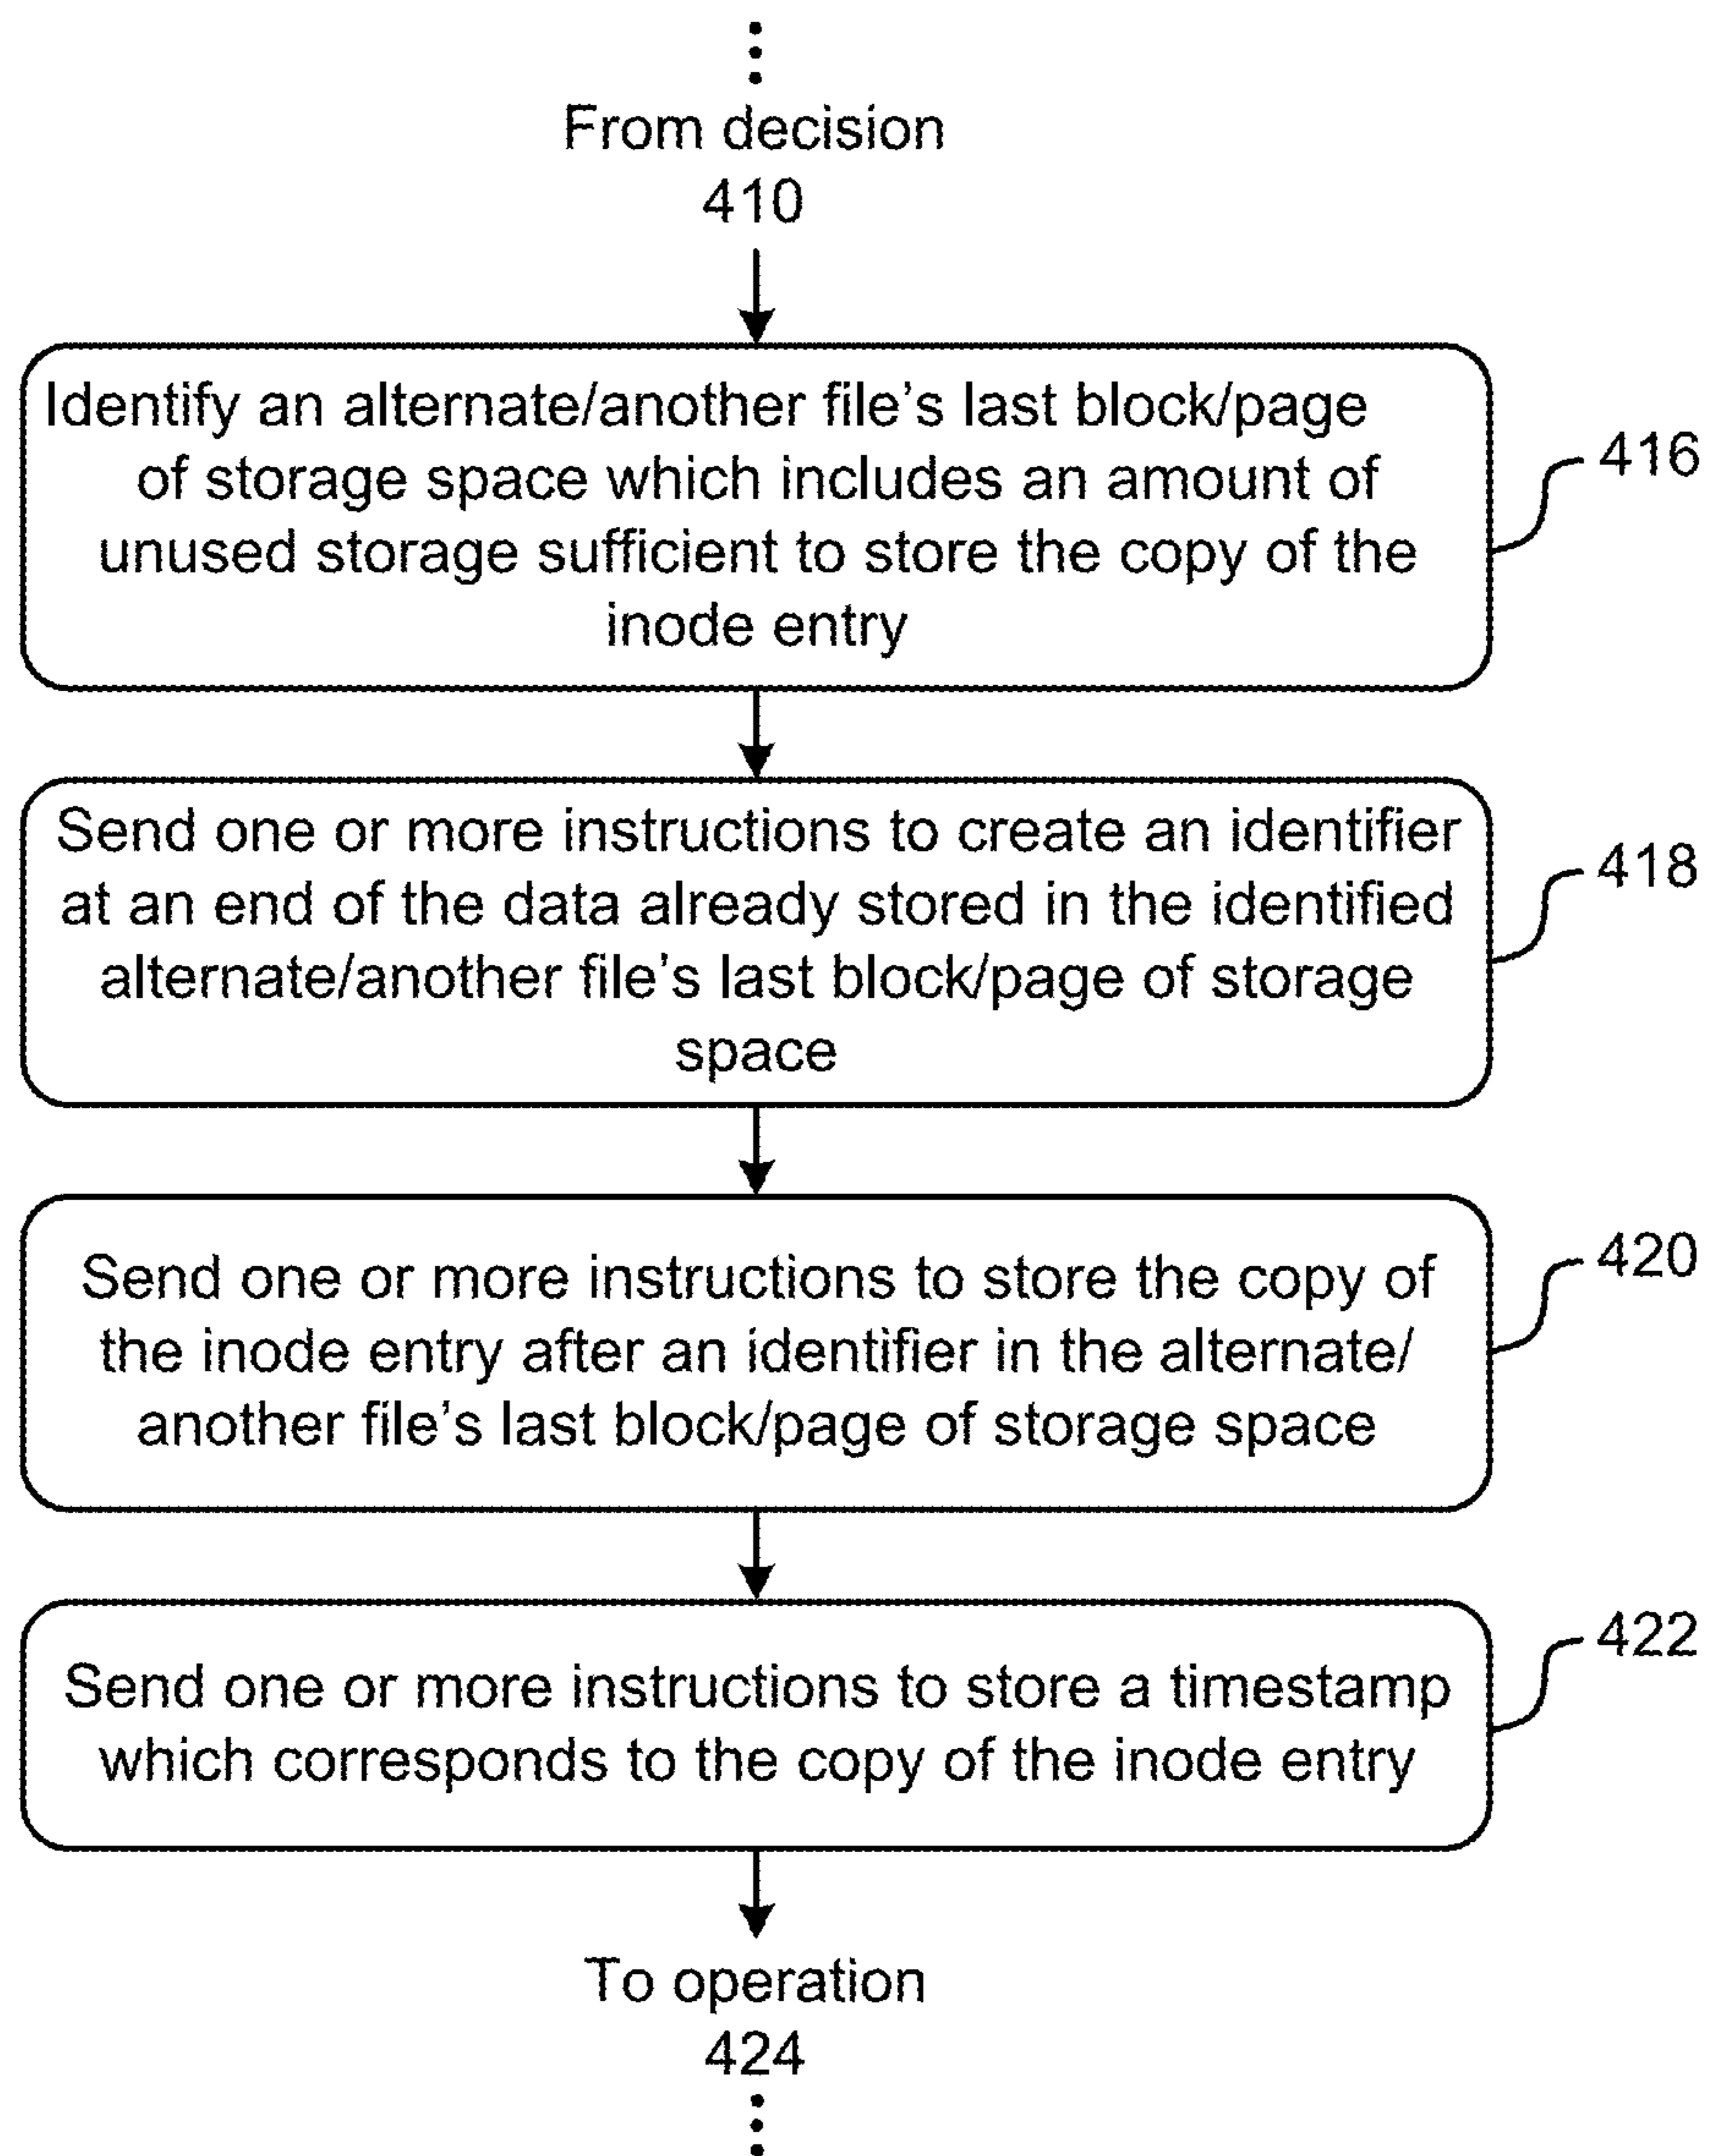 From decision
410
Identify an alternate/another file's last block/page
of storage space which includes an amount of
unused storage sufficient to store the copy of the
inode entry
416
Send one or more instructions to create an identifier
at an end of the data already stored in the identified
alternate/another file's last block/page of storage
space
418
Send one or more instructions to store the copy of
the inode entry after an identifier in the alternate/
another file's last block/page of storage space
420
Send one or more instructions to store a timestamp
which corresponds to the copy of the inode entry
422
To operation
424